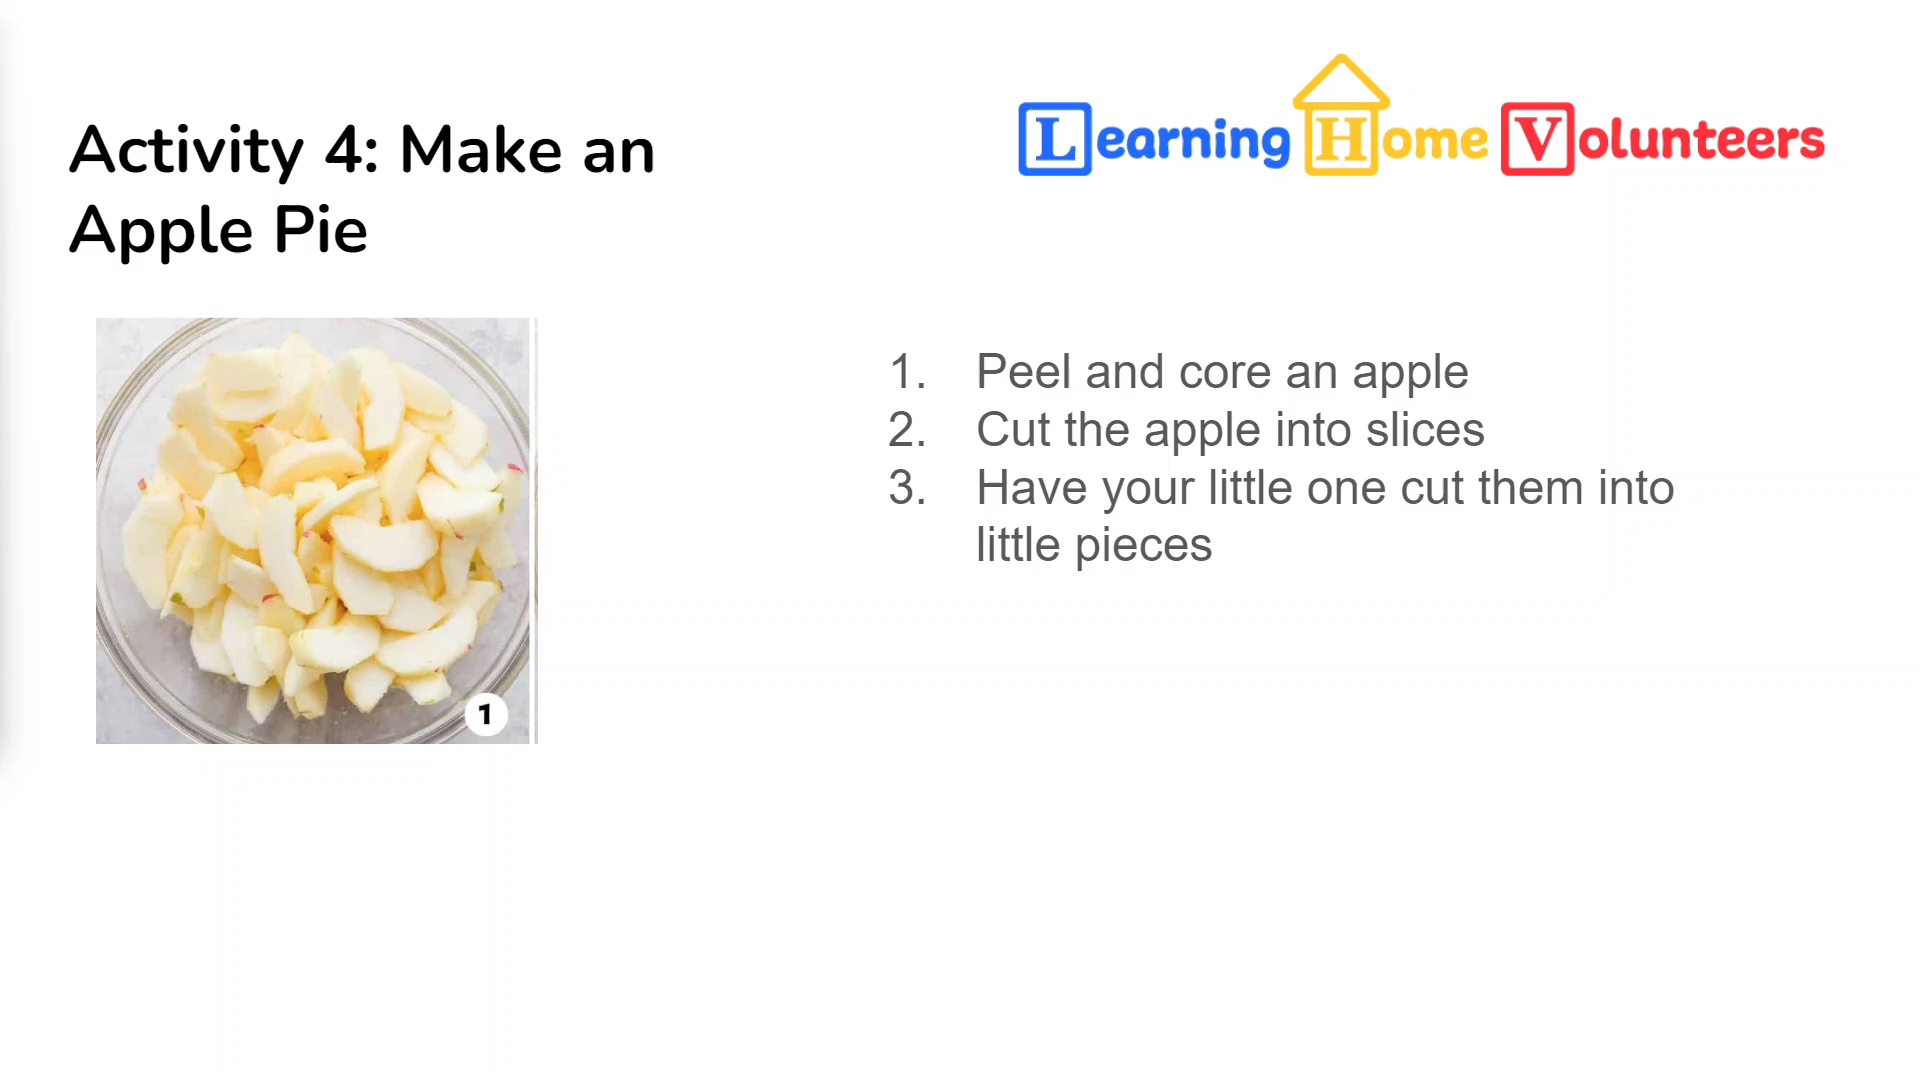 Learning Home Volunteers
Activity 4: Make an
Apple Pie
1. Peel and core an apple
2. Cut the apple into slices
3. Have your little one cut them into
little pieces
1